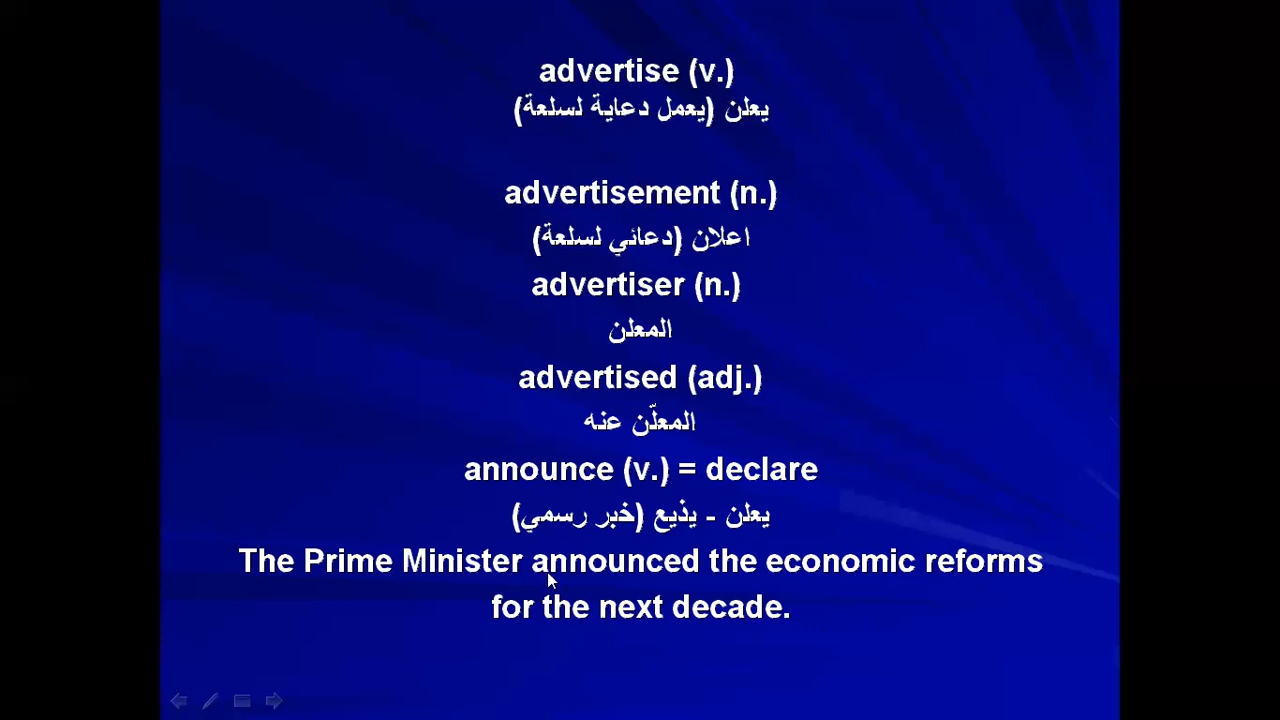 advertise (v.)
يعلن (يعمل دعاية لسلعة)
advertisement (n.)
اعلان (دعائي لسلعة)
advertiser (n.)
المعلن
advertised (adj.)
المعلّن عنه
announce (v.) = declare
يعلن - يذيع (خبر رسمي)
The Prime Minister announced the economic reforms
for the next decade.